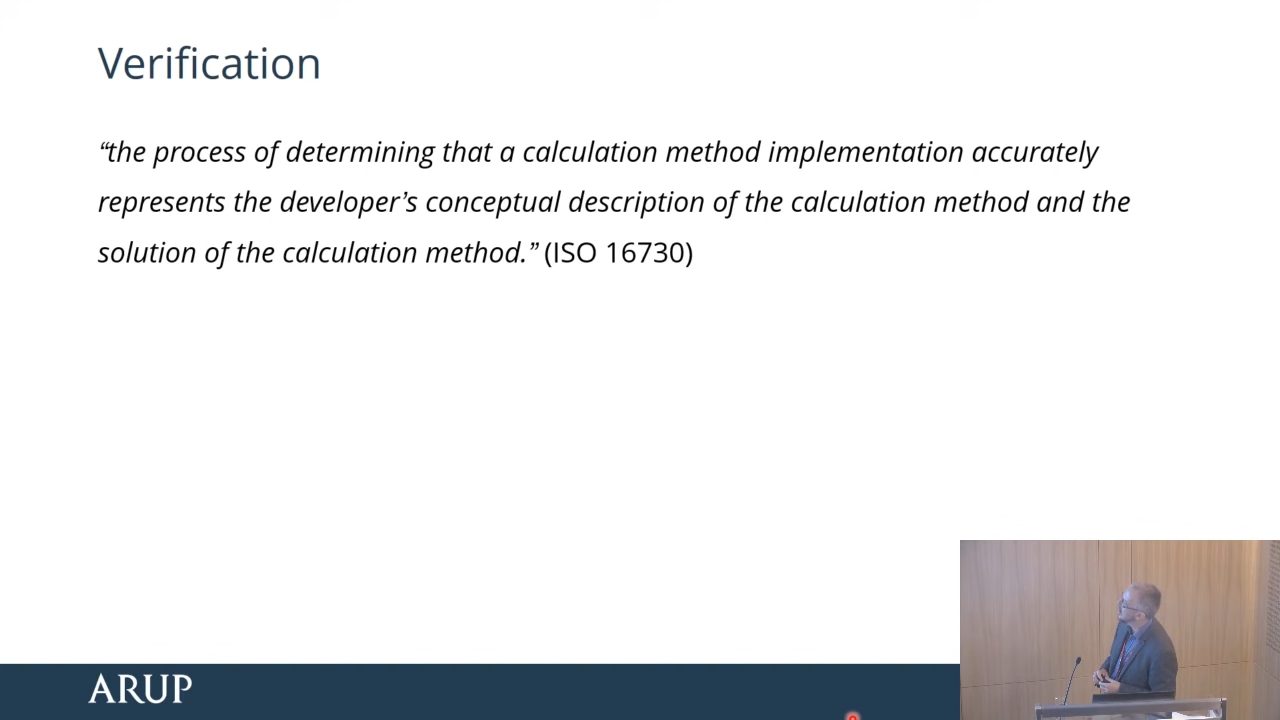 Verification
“the process of determining that a calculation method implementation accurately
represents the developer’s conceptual description of the calculation method and the
solution of the calculation method.” (ISO 16730)
ARUP